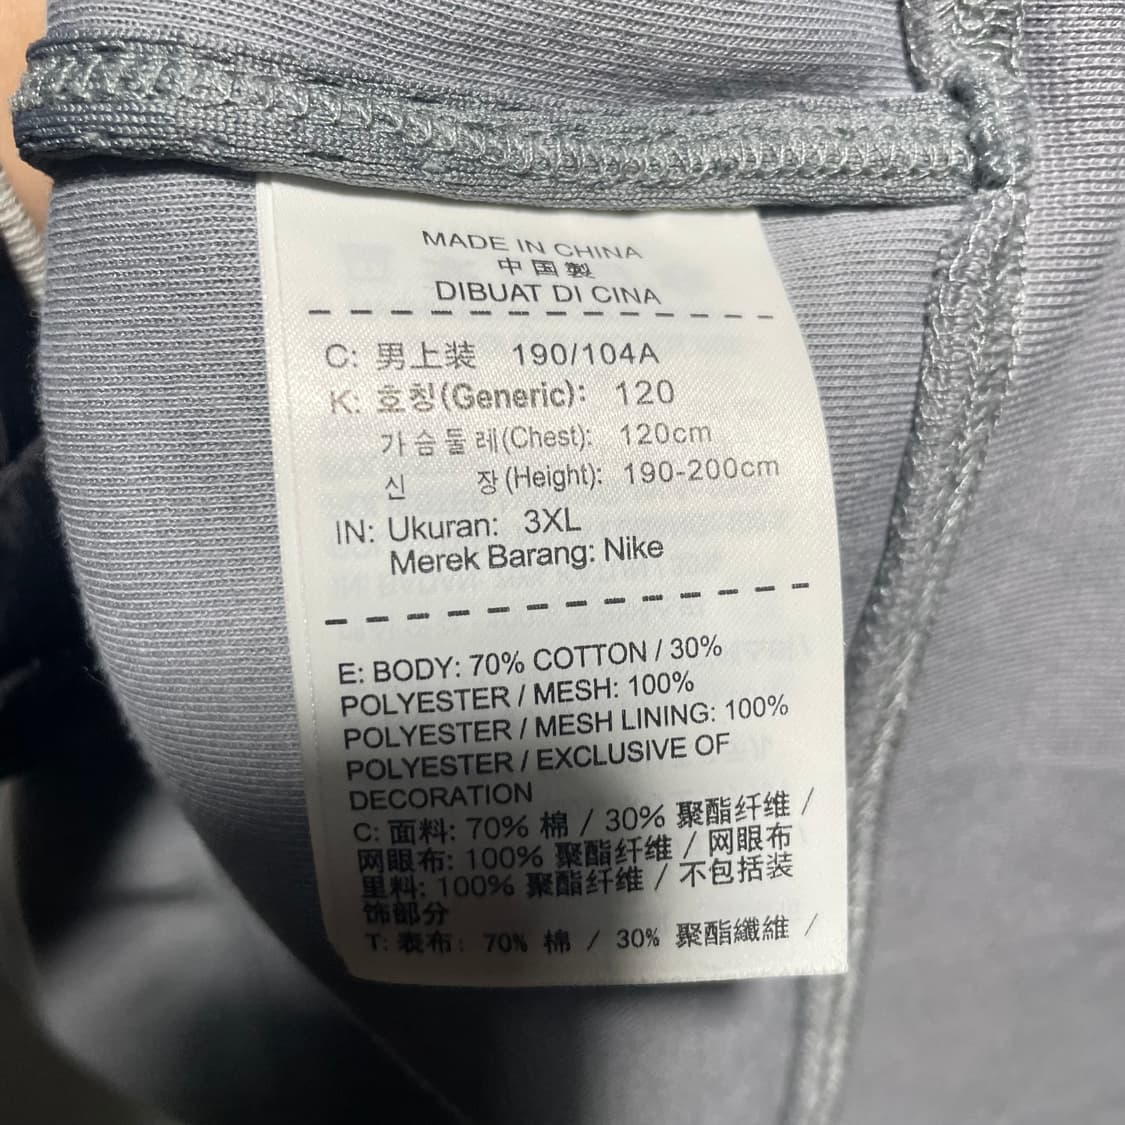 MADE IN CHINA
中国製
DIBUAT DI CINA
C: 男上装 190/104A
K: 호칭(Generic): 120
가슴둘레(Chest): 120cm
신 장(Height): 190-200cm
IN: Ukuran: 3XL
Merek Barang: Nike
E: BODY: 70% COTTON / 30%
POLYESTER / MESH: 100%
POLYESTER / MESH LINING: 100%
POLYESTER / EXCLUSIVE OF
DECORATION
C: 面料: 70% 棉 / 30% 聚酯纤维 /
网眼布: 100% 聚酯纤维 / 网眼布
里料: 100% 聚酯纤维 / 不包括装
饰部分
T: 表布: 70% 棉 / 30% 聚酯纖維 /